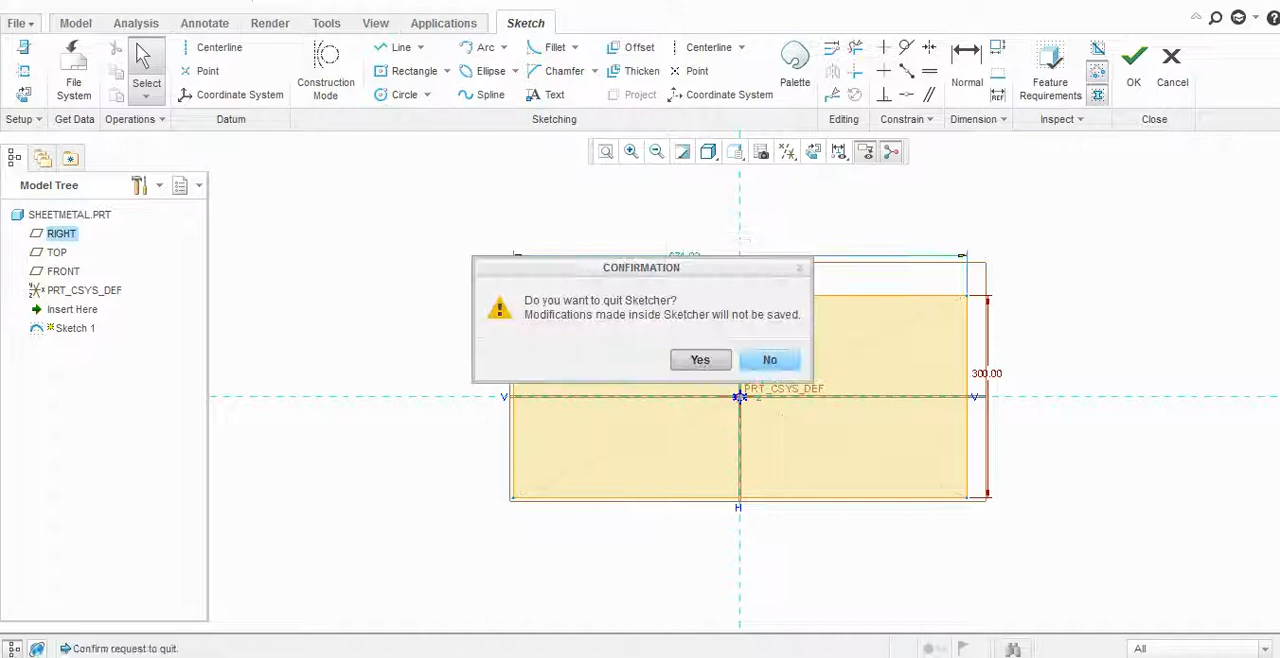 File Model Analysis Annotate Render Tools View Applications Sketch
Centerline Line Arc Fillet Offset Centerline
Point Rectangle Ellipse Chamfer Thicken Point
File System Select Coordinate System Construction Mode Circle Spline Text Project Coordinate System Palette Normal REF Feature Requirements OK Cancel
Setup Get Data Operations Datum Sketching Editing Constrain Dimension Inspect Close
Model Tree
SHEETMETAL.PRT
RIGHT
TOP
FRONT
PRT_CSYS_DEF
Insert Here
Sketch 1
CONFIRMATION
Do you want to quit Sketcher?
Modifications made inside Sketcher will not be saved.
Yes No
300.00
PRT_CSYS_DEF
V V
H
Confirm request to quit.
All